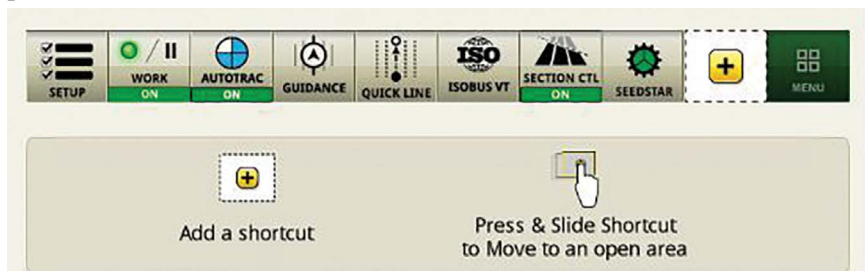 SETUP
WORK
ON
AUTOTRAC
ON
GUIDANCE
QUICK LINE
ISO
ISOBUS VT
SECTION CTL
ON
SEEDSTAR
MENU
Add a shortcut
Press & Slide Shortcut
to Move to an open area